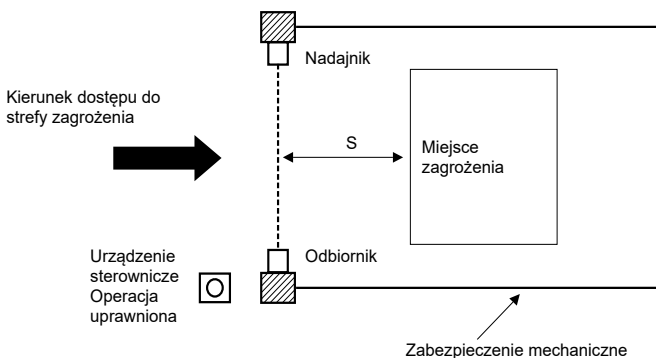 Nadajnik
Kierunek dostępu do
strefy zagrożenia
S
Miejsce
zagrożenia
Urządzenie
sterownicze
Operacja
uprawniona
Odbiornik
Zabezpieczenie mechaniczne